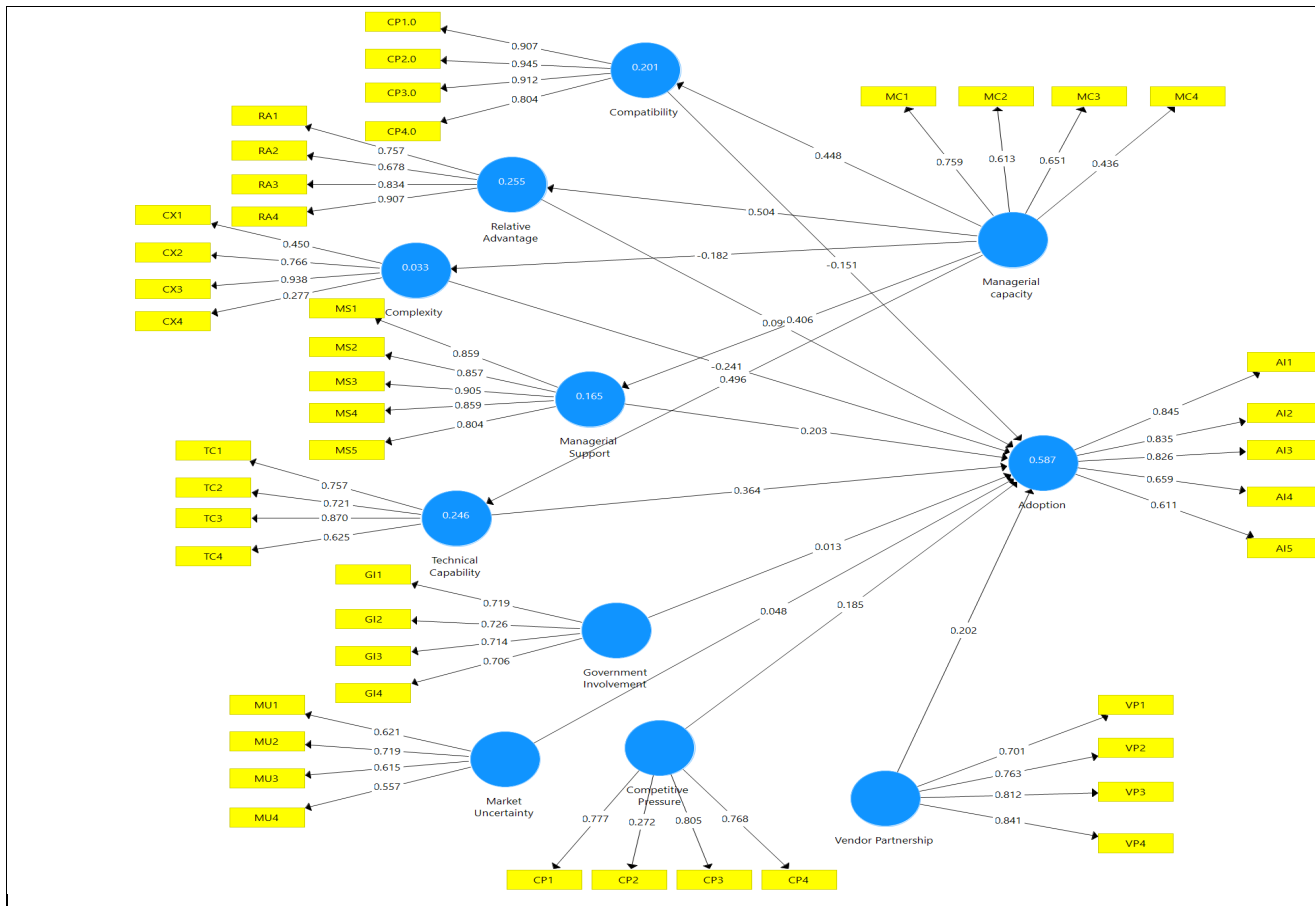 CP1.0
CP2.0
CP3.0
CP4.0
0.907
0.945
0.912
0.804
0.201
Compatibility
MC1
MC2
MC3
MC4
0.759
0.613
0.651
0.436
Managerial
capacity
0.448
0.504
-0.182
0.406
0.496
RA1
RA2
RA3
RA4
0.757
0.678
0.834
0.907
0.255
Relative
Advantage
CX1
CX2
CX3
CX4
0.450
0.766
0.938
0.277
0.033
Complexity
-0.151
0.09
-0.241
MS1
MS2
MS3
MS4
MS5
0.859
0.857
0.905
0.859
0.804
0.165
Managerial
Support
0.203
AI1
AI2
AI3
AI4
AI5
0.845
0.835
0.826
0.659
0.611
0.587
Adoption
TC1
TC2
TC3
TC4
0.757
0.721
0.870
0.625
0.246
Technical
Capability
0.364
GI1
GI2
GI3
GI4
0.719
0.726
0.714
0.706
Government
Involvement
0.013
0.048
0.185
0.202
MU1
MU2
MU3
MU4
0.621
0.719
0.615
0.557
Market
Uncertainty
Competitive
Pressure
0.777
0.272
0.805
0.768
CP1
CP2
CP3
CP4
Vendor Partnership
0.701
0.763
0.812
0.841
VP1
VP2
VP3
VP4